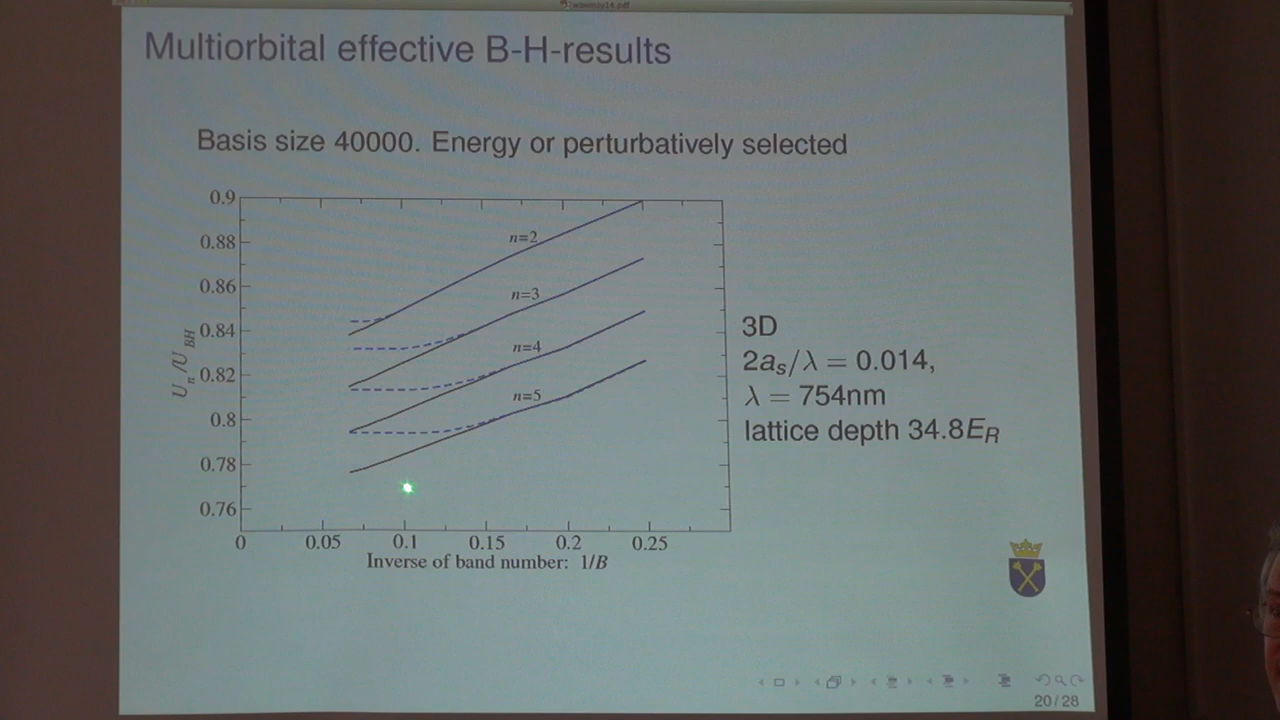 Multiorbital effective B-H-results
Basis size 40000. Energy or perturbatively selected
0.9
0.88
0.86
0.84
0.82
0.8
0.78
0.76
U_n/U_BH
n=2
n=3
n=4
n=5
0 0.05 0.1 0.15 0.2 0.25
Inverse of band number: 1/B
3D
2a_s/λ = 0.014,
λ = 754nm
lattice depth 34.8E_R
20/28